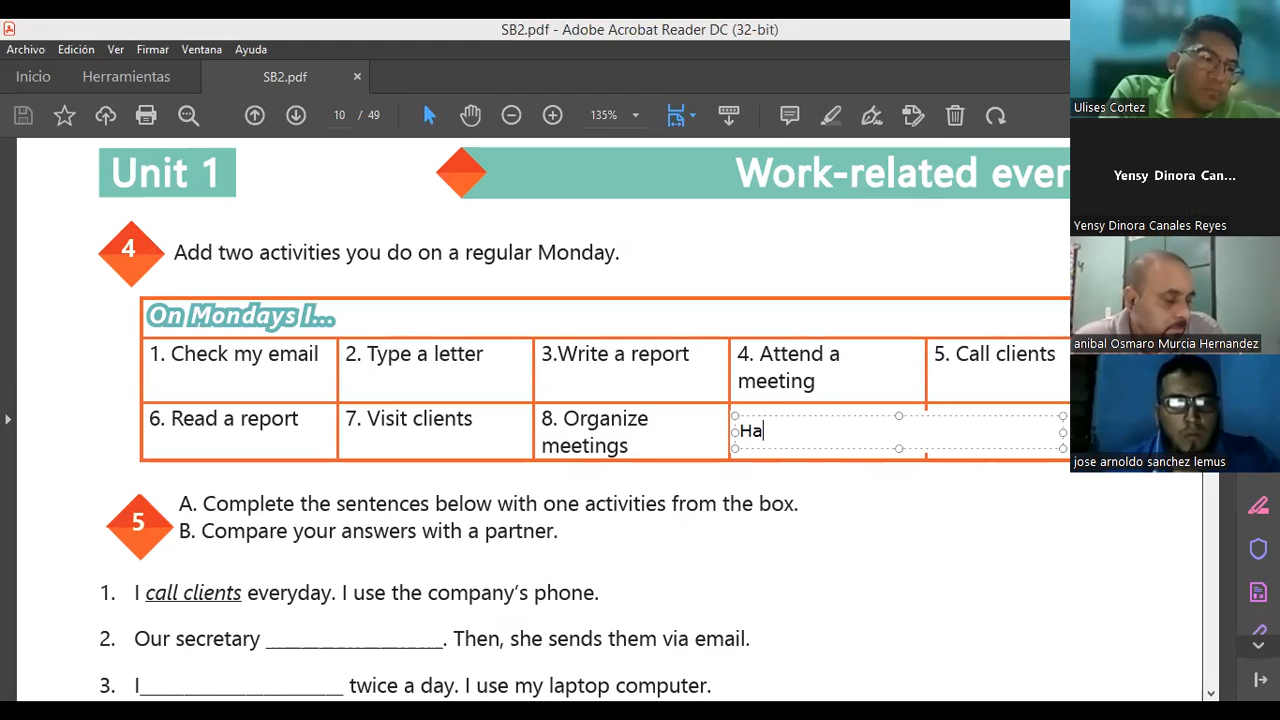 SB2.pdf - Adobe Acrobat Reader DC (32-bit)
Archivo Edición Ver Firmar Ventana Ayuda
Inicio Herramientas SB2.pdf ×
10 / 49 135%
Unit 1 Work-related ever
4 Add two activities you do on a regular Monday.
On Mondays I...
1. Check my email 2. Type a letter 3.Write a report 4. Attend a meeting 5. Call clients
6. Read a report 7. Visit clients 8. Organize meetings Ha
5 A. Complete the sentences below with one activities from the box.
B. Compare your answers with a partner.
1. I call clients everyday. I use the company’s phone.
2. Our secretary ____________________. Then, she sends them via email.
3. I______________________ twice a day. I use my laptop computer.
Ulises Cortez
Yensy Dinora Can...
Yensy Dinora Canales Reyes
anibal Osmaro Murcia Hernandez
jose arnoldo sanchez lemus